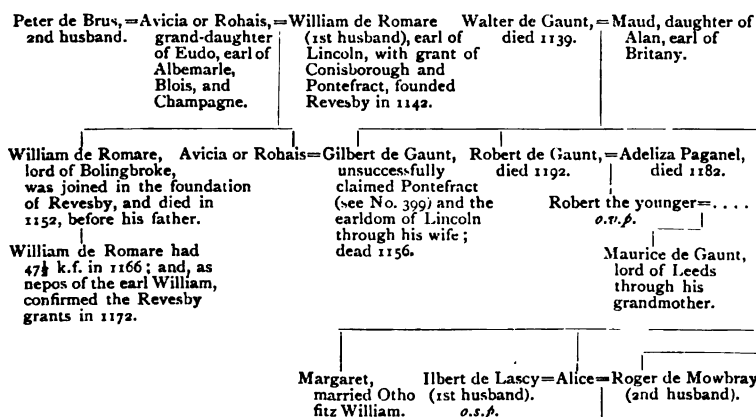 Peter de Brus,=Avicia or Rohais,=William de Romare
2nd husband. grand-daughter (1st husband), earl of
of Eudo, earl of Lincoln, with grant of
Albemarle, Conisborough and
Blois, and Pontefract, founded
Champagne. Revesby in 1142.
Walter de Gaunt,=Maud, daughter of
died 1139. Alan, earl of
Britany.
William de Romare,
lord of Bolingbroke,
was joined in the foundation
of Revesby, and died in
1152, before his father.
Avicia or Rohais=Gilbert de Gaunt,
unsuccessfully
claimed Pontefract
(see No. 399) and the
earldom of Lincoln
through his wife;
dead 1156.
Robert de Gaunt,=Adeliza Paganel,
died 1192. died 1182.
Robert the younger=....
o.v.p.
William de Romare had
47½ k.f. in 1166; and, as
nepos of the earl William,
confirmed the Revesby
grants in 1172.
Maurice de Gaunt,
lord of Leeds
through his
grandmother.
Margaret,
married Otho
fitz William.
Ilbert de Lascy=Alice=Roger de Mowbray
(1st husband). (2nd husband).
o.s.p.